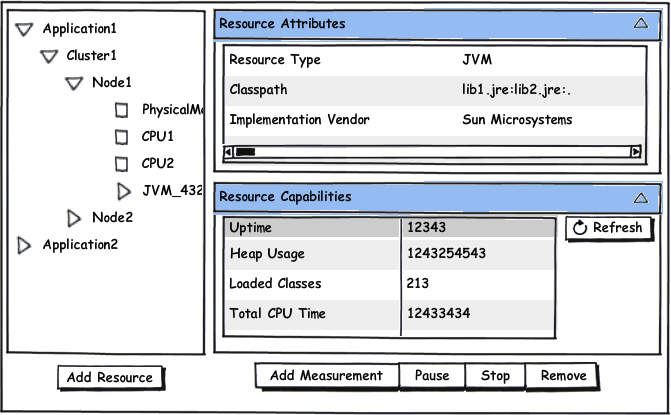 Application1
Cluster1
Node1
CPU1
CPU2
JVM_432
Node2
Application2
Add Resource
Resource Attributes
Resource Type JVM
Classpath lib1.jre:lib2.jre:.
Implementation Vendor Sun Microsystems
Resource Capabilities
Uptime 12343
Heap Usage 1243254543
Loaded Classes 213
Total CPU Time 12433434
Refresh
Add Measurement Pause Stop Remove